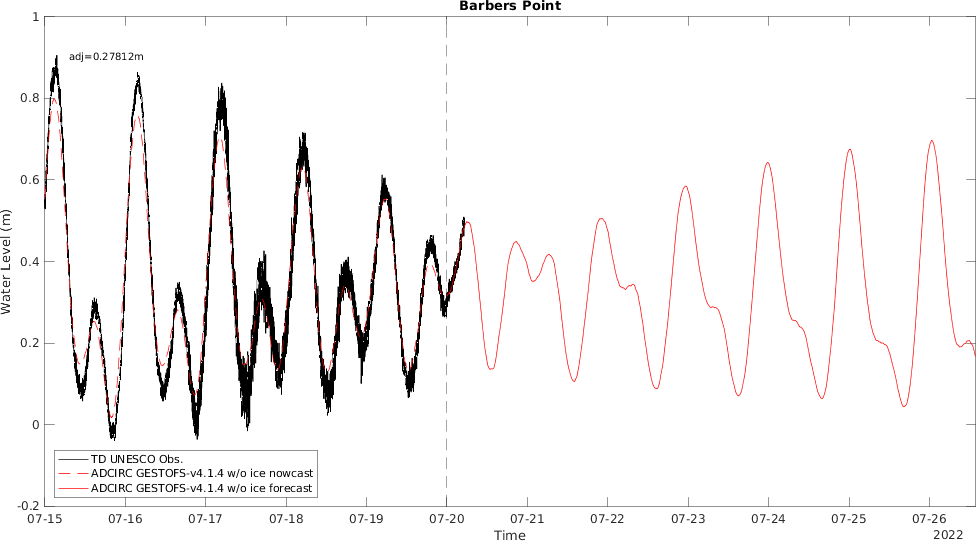 Barbers Point
adj=0.27812m
Water Level (m)
1
0.8
0.6
0.4
0.2
0
-0.2
TD UNESCO Obs.
ADCIRC GESTOFS-v4.1.4 w/o ice nowcast
ADCIRC GESTOFS-v4.1.4 w/o ice forecast
07-15 07-16 07-17 07-18 07-19 07-20 07-21 07-22 07-23 07-24 07-25 07-26
Time
2022